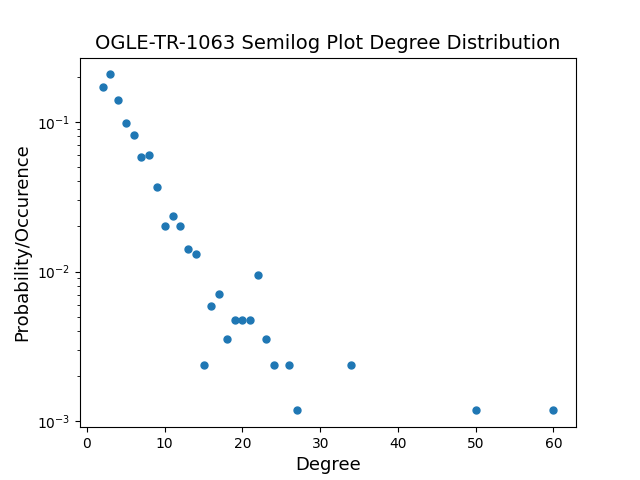 OGLE-TR-1063 Semilog Plot Degree Distribution
Probability/Occurence
10⁻¹
10⁻²
10⁻³
0 10 20 30 40 50 60
Degree